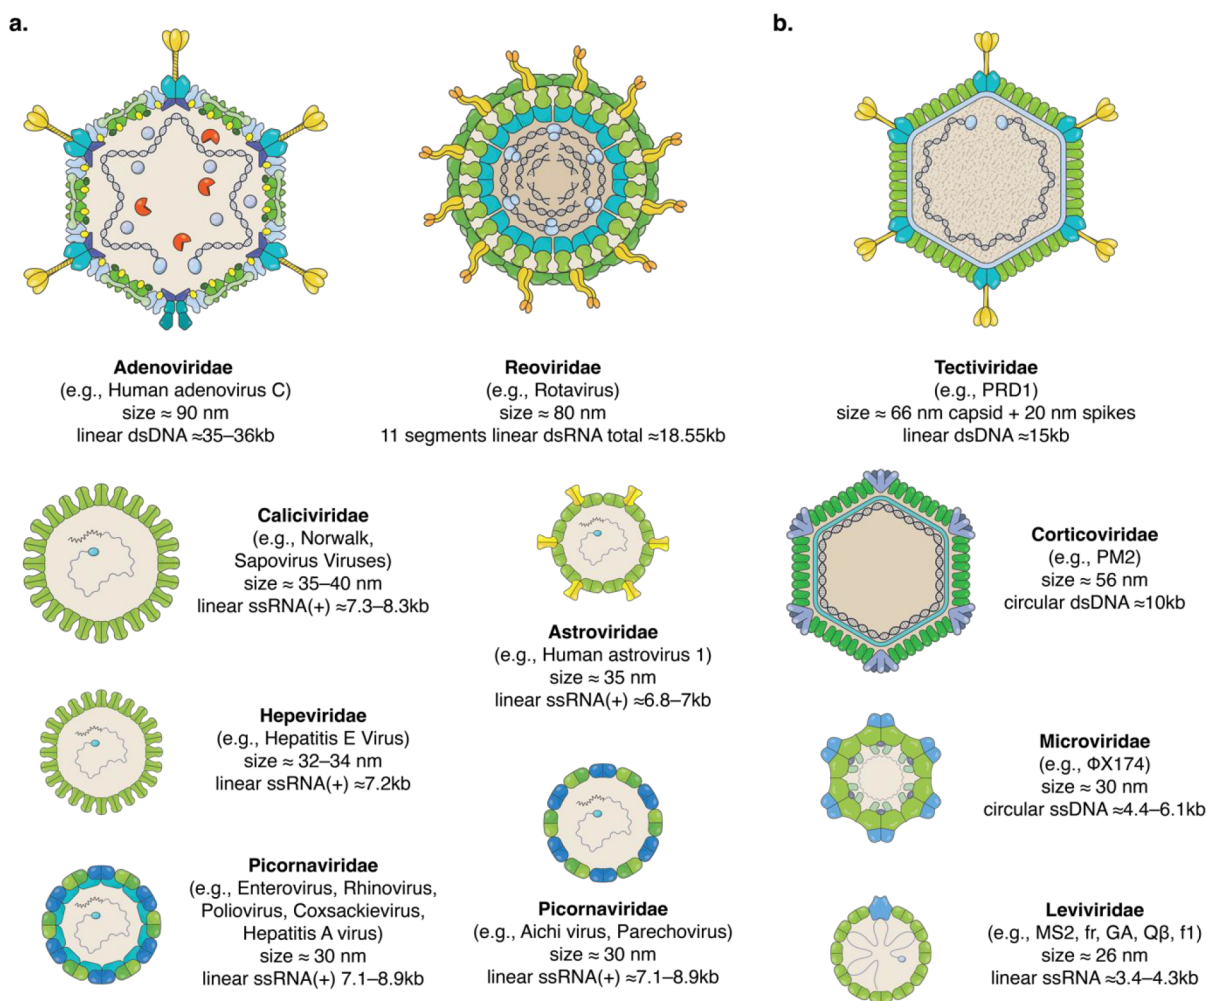 a.
b.
Adenoviridae
(e.g., Human adenovirus C)
size ≈ 90 nm
linear dsDNA ≈35–36kb
Reoviridae
(e.g., Rotavirus)
size ≈ 80 nm
11 segments linear dsRNA total ≈18.55kb
Tectiviridae
(e.g., PRD1)
size ≈ 66 nm capsid + 20 nm spikes
linear dsDNA ≈15kb
Caliciviridae
(e.g., Norwalk,
Sapovirus Viruses)
size ≈ 35–40 nm
linear ssRNA(+) ≈7.3–8.3kb
Astroviridae
(e.g., Human astrovirus 1)
size ≈ 35 nm
linear ssRNA(+) ≈6.8–7kb
Corticoviridae
(e.g., PM2)
size ≈ 56 nm
circular dsDNA ≈10kb
Hepeviridae
(e.g., Hepatitis E Virus)
size ≈ 32–34 nm
linear ssRNA(+) ≈7.2kb
Microviridae
(e.g., ΦX174)
size ≈ 30 nm
circular ssDNA ≈4.4–6.1kb
Picornaviridae
(e.g., Enterovirus, Rhinovirus,
Poliovirus, Coxsackievirus,
Hepatitis A virus)
size ≈ 30 nm
linear ssRNA(+) 7.1–8.9kb
Picornaviridae
(e.g., Aichi virus, Parechovirus)
size ≈ 30 nm
linear ssRNA(+) ≈7.1–8.9kb
Leviviridae
(e.g., MS2, fr, GA, Qβ, f1)
size ≈ 26 nm
linear ssRNA ≈3.4–4.3kb